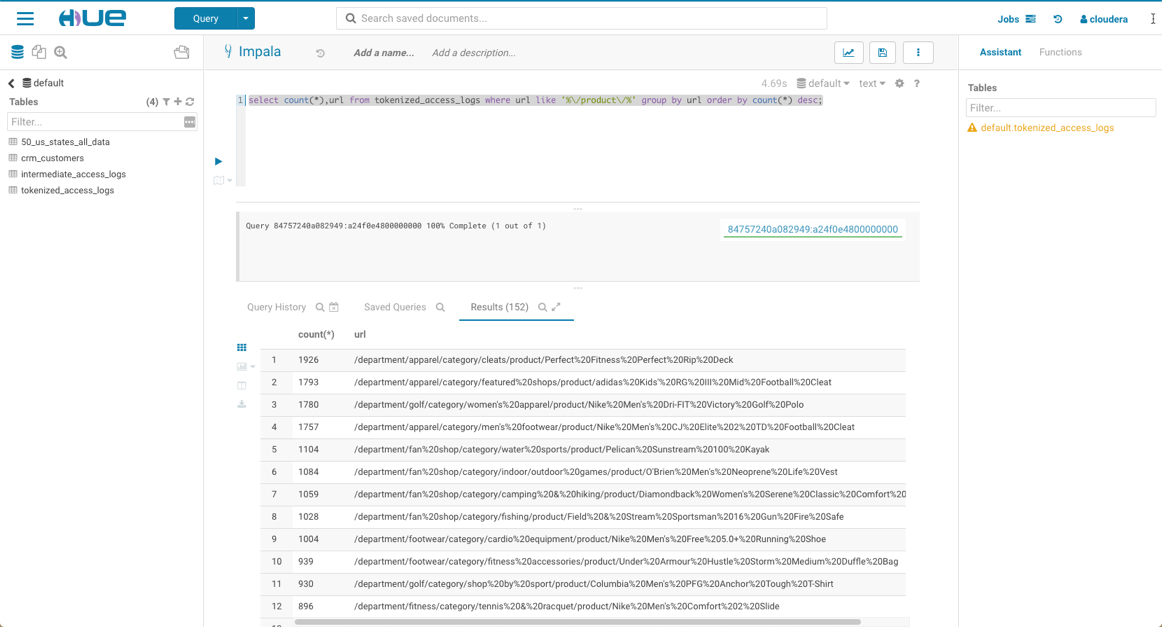 HUE
Query
Search saved documents...
Jobs
cloudera
Impala
Add a name...
Add a description...
Assistant
Functions
default
Tables
(4)
Filter...
50_us_states_all_data
crm_customers
intermediate_access_logs
tokenized_access_logs
4.69s
default
text
?
1
select count(*),url from tokenized_access_logs where url like '%\/product\/%' group by url order by count(*) desc;
Tables
Filter...
default.tokenized_access_logs
Query 84757240a082949:a24f0e4800000000 100% Complete (1 out of 1)
84757240a082949:a24f0e4800000000
Query History
Saved Queries
Results (152)
count(*) url
1 1926 /department/apparel/category/cleats/product/Perfect%20Fitness%20Perfect%20Rip%20Deck
2 1793 /department/apparel/category/featured%20shops/product/adidas%20Kids'%20RG%20III%20Mid%20Football%20Cleat
3 1780 /department/golf/category/women's%20apparel/product/Nike%20Men's%20Dri-FIT%20Victory%20Golf%20Polo
4 1757 /department/apparel/category/men's%20footwear/product/Nike%20Men's%20CJ%20Elite%202%20TD%20Football%20Cleat
5 1104 /department/fan%20shop/category/water%20sports/product/Pelican%20Sunstream%20100%20Kayak
6 1084 /department/fan%20shop/category/indoor/outdoor%20games/product/O'Brien%20Men's%20Neoprene%20Life%20Vest
7 1059 /department/fan%20shop/category/camping%20&%20hiking/product/Diamondback%20Women's%20Serene%20Classic%20Comfort%20
8 1028 /department/fan%20shop/category/fishing/product/Field%20&%20Stream%20Sportsman%2016%20Gun%20Fire%20Safe
9 1004 /department/footwear/category/cardio%20equipment/product/Nike%20Men's%20Free%205.0+%20Running%20Shoe
10 939 /department/footwear/category/fitness%20accessories/product/Under%20Armour%20Hustle%20Storm%20Medium%20Duffle%20Bag
11 930 /department/golf/category/shop%20by%20sport/product/Columbia%20Men's%20PFG%20Anchor%20Tough%20T-Shirt
12 896 /department/fitness/category/tennis%20&%20racquet/product/Nike%20Men's%20Comfort%202%20Slide